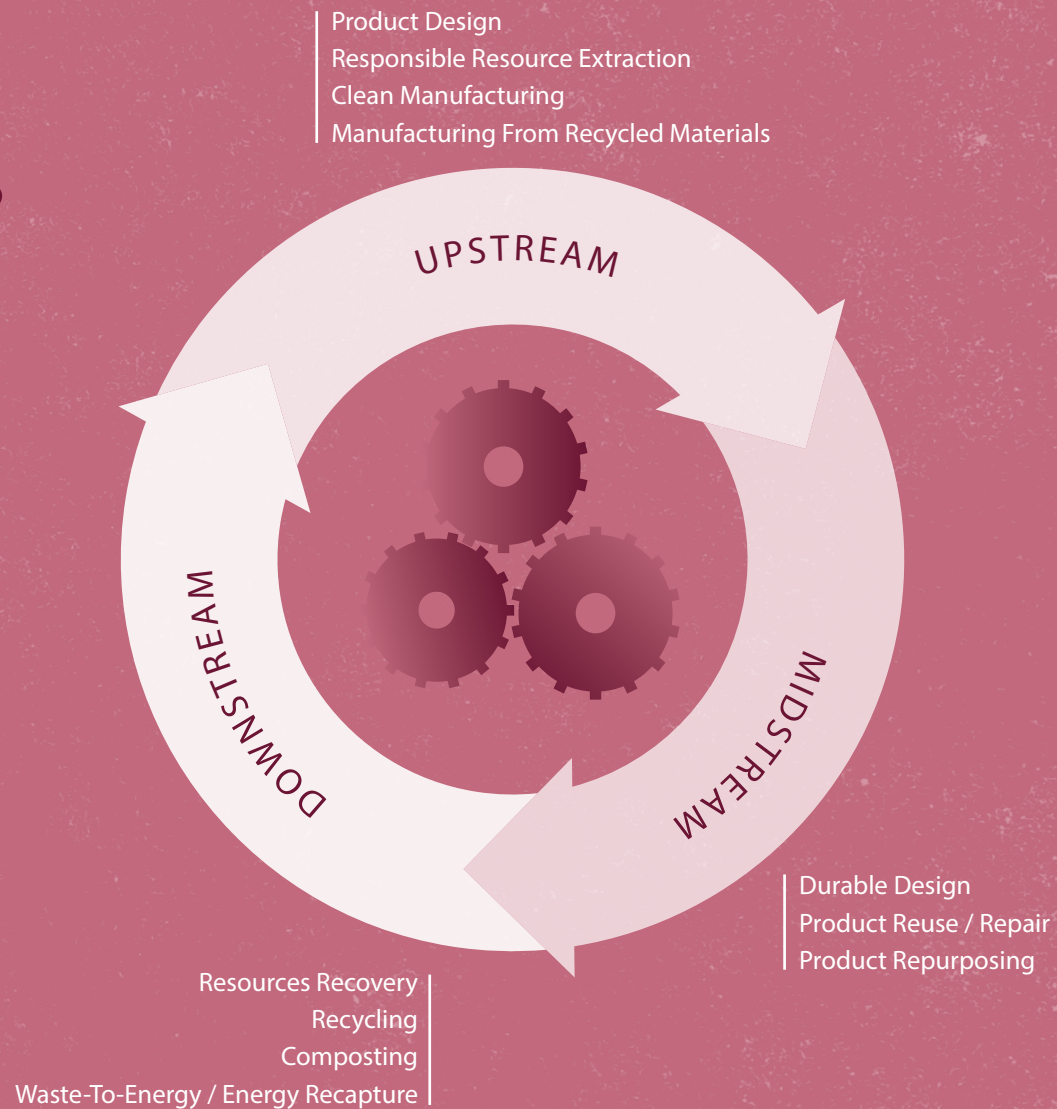 Product Design
Responsible Resource Extraction
Clean Manufacturing
Manufacturing From Recycled Materials
UPSTREAM
MIDSTREAM
DOWNSTREAM
Durable Design
Product Reuse / Repair
Product Repurposing
Resources Recovery
Recycling
Composting
Waste-To-Energy / Energy Recapture